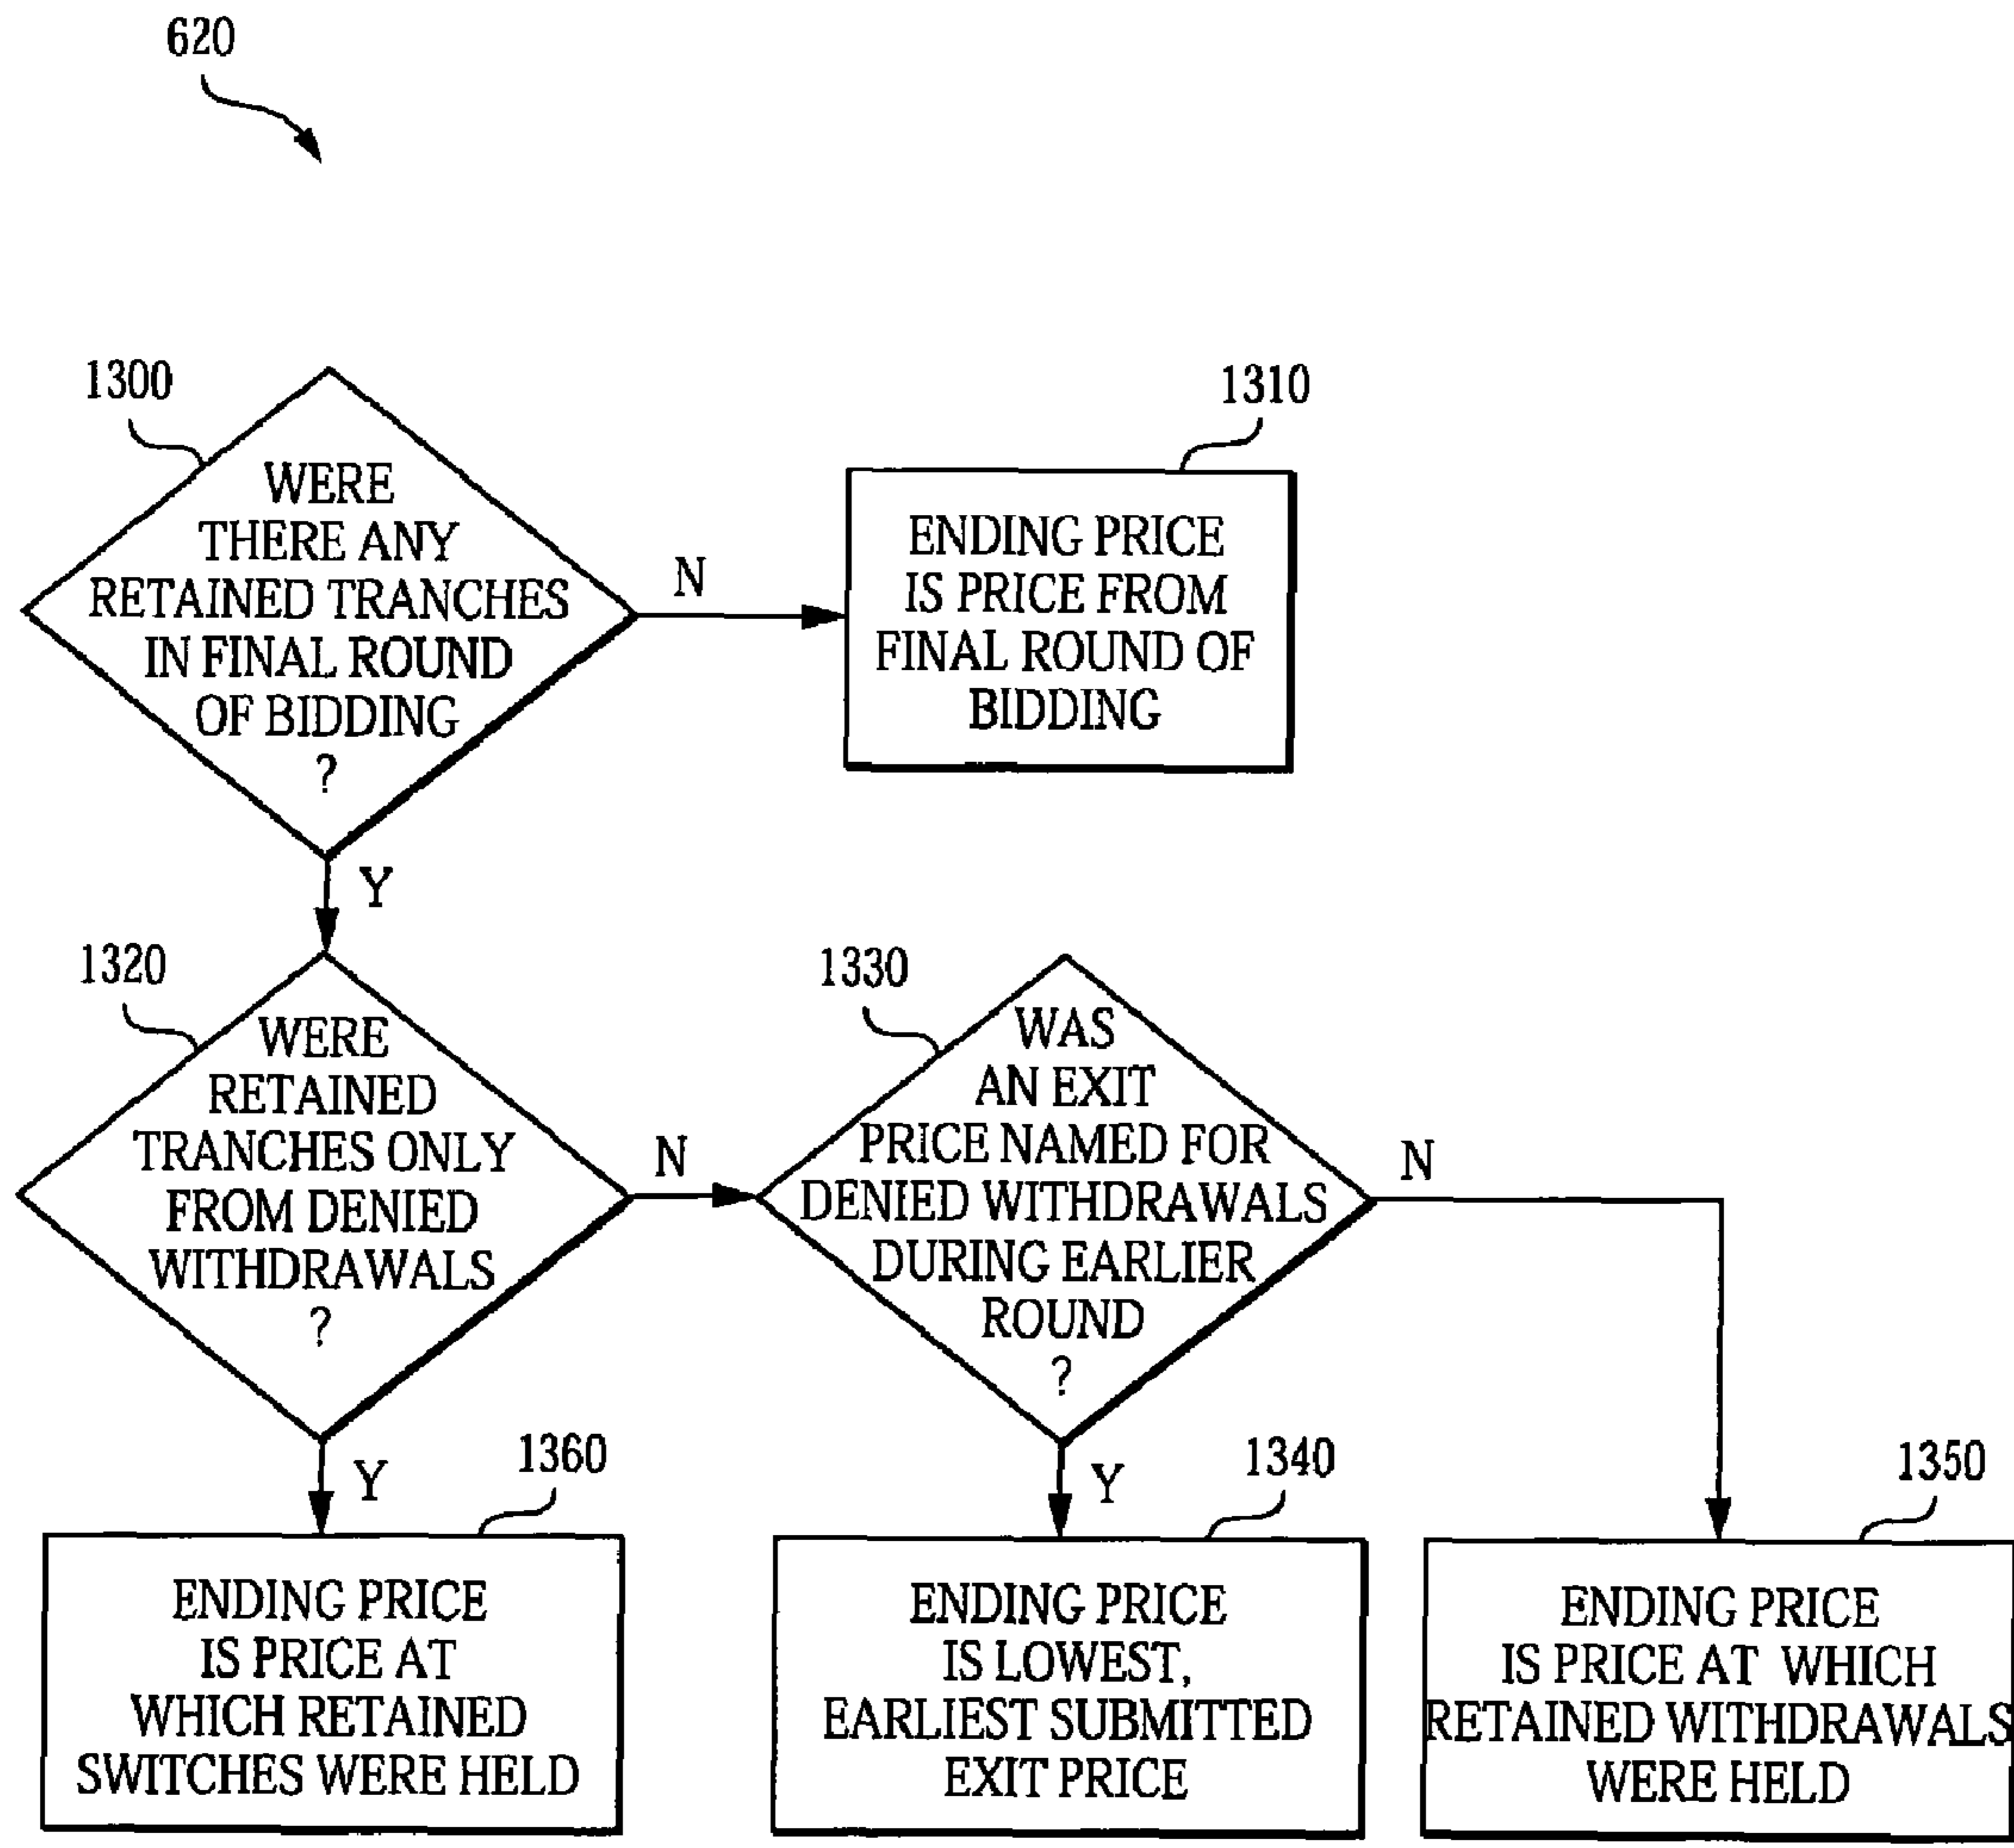 620
1300
WERE
THERE ANY
RETAINED TRANCHES
IN FINAL ROUND
OF BIDDING
?
N
1310
ENDING PRICE
IS PRICE FROM
FINAL ROUND OF
BIDDING
Y
1320
WERE
RETAINED
TRANCHES ONLY
FROM DENIED
WITHDRAWALS
?
N
1330
WAS
AN EXIT
PRICE NAMED FOR
DENIED WITHDRAWALS
DURING EARLIER
ROUND
?
N
Y
1360
ENDING PRICE
IS PRICE AT
WHICH RETAINED
SWITCHES WERE HELD
Y
1340
ENDING PRICE
IS LOWEST,
EARLIEST SUBMITTED
EXIT PRICE
1350
ENDING PRICE
IS PRICE AT WHICH
RETAINED WITHDRAWALS
WERE HELD